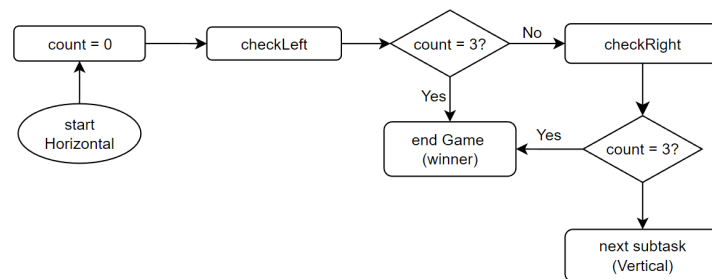 count = 0
checkLeft
count = 3?
No
checkRight
Yes
start
Horizontal
end Game
(winner)
Yes
count = 3?
next subtask
(Vertical)